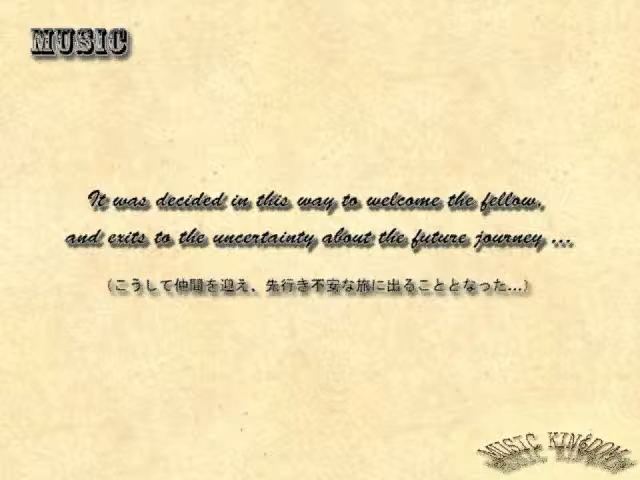 MUSIC
It was decided in this way to welcome the fellow,
and exits to the uncertainty about the future journey ...
（こうして仲間を迎え、先行き不安な旅に出ることとなった…）
MUSIC KINGDOM